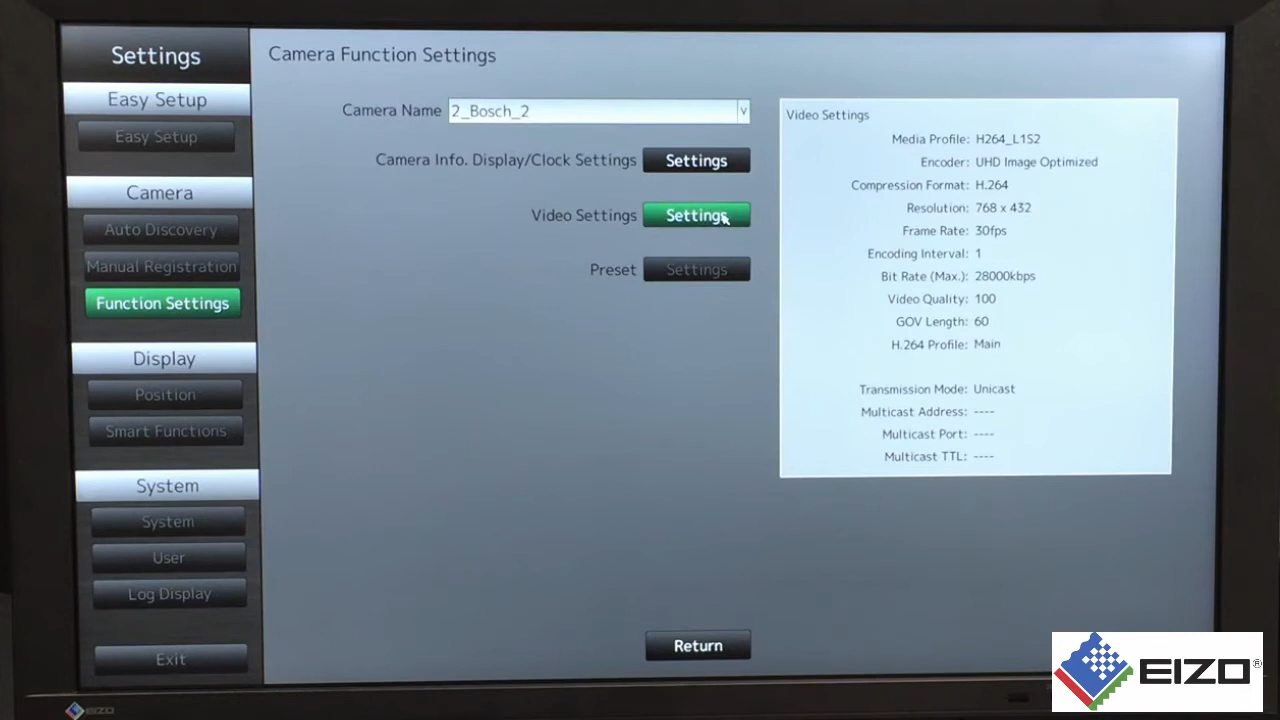 Settings
Easy Setup
Easy Setup
Camera
Auto Discovery
Manual Registration
Function Settings
Display
Position
Smart Functions
System
System
User
Log Display
Exit
Camera Function Settings
Camera Name 2_Bosch_2 v
Camera Info. Display/Clock Settings Settings
Video Settings Settings
Preset Settings
Return
Video Settings
Media Profile: H264_L1S2
Encoder: UHD Image Optimized
Compression Format: H.264
Resolution: 768 x 432
Frame Rate: 30fps
Encoding Interval: 1
Bit Rate (Max.): 28000kbps
Video Quality: 100
GOV Length: 60
H.264 Profile: Main
Transmission Mode: Unicast
Multicast Address: ----
Multicast Port: ----
Multicast TTL: ----
EIZO
EIZO®